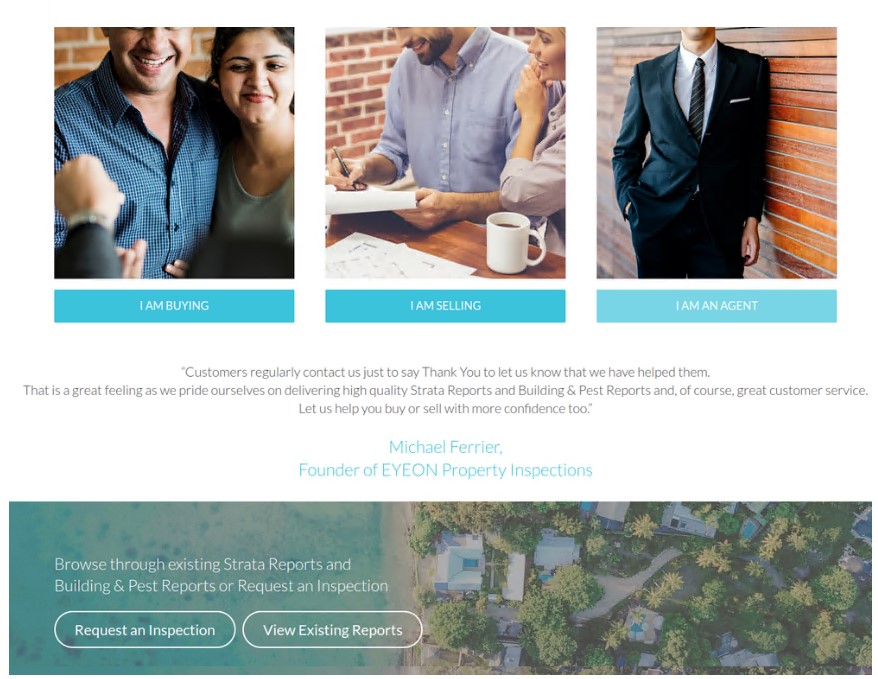 I AM BUYING
I AM SELLING
I AM AN AGENT
“Customers regularly contact us just to say Thank You to let us know that we have helped them.
That is a great feeling as we pride ourselves on delivering high quality Strata Reports and Building & Pest Reports and, of course, great customer service.
Let us help you buy or sell with more confidence too.”
Michael Ferrier,
Founder of EYEON Property Inspections
Browse through existing Strata Reports and
Building & Pest Reports or Request an Inspection
Request an Inspection
View Existing Reports